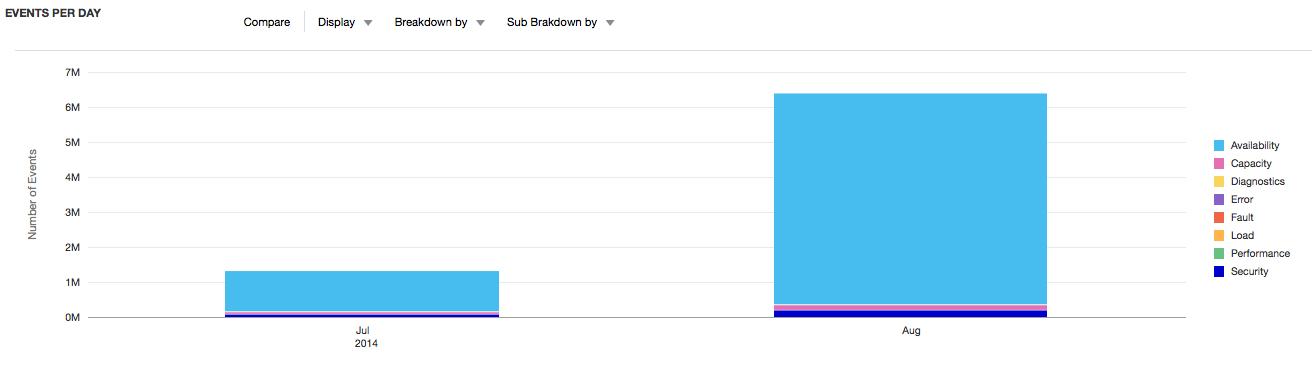 EVENTS PER DAY
Compare Display Breakdown by Sub Brakdown by
7M
6M
5M
4M
3M
2M
1M
0M
Number of Events
Jul
2014
Aug
Availability
Capacity
Diagnostics
Error
Fault
Load
Performance
Security